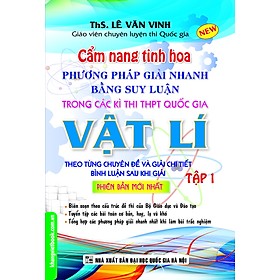 ThS. LÊ VĂN VINH
Giáo viên chuyên luyện thi Quốc gia
NEW
Cẩm nang tinh hoa
PHƯƠNG PHÁP GIẢI NHANH
BẰNG SUY LUẬN
TRONG CÁC KÌ THI THPT QUỐC GIA
VẬT LÍ
THEO TỪNG CHUYÊN ĐỀ VÀ GIẢI CHI TIẾT
BÌNH LUẬN SAU KHI GIẢI
TẬP 1
PHIÊN BẢN MỚI NHẤT
- Biên soạn theo cấu trúc đề thi của Bộ Giáo dục và Đào tạo
- Tuyển tập các bài toán cơ bản, hay, lạ và khó
- Tổng hợp các phương pháp giải nhanh nhất khi làm bài trắc nghiệm
NHÀ XUẤT BẢN ĐẠI HỌC QUỐC GIA HÀ NỘI